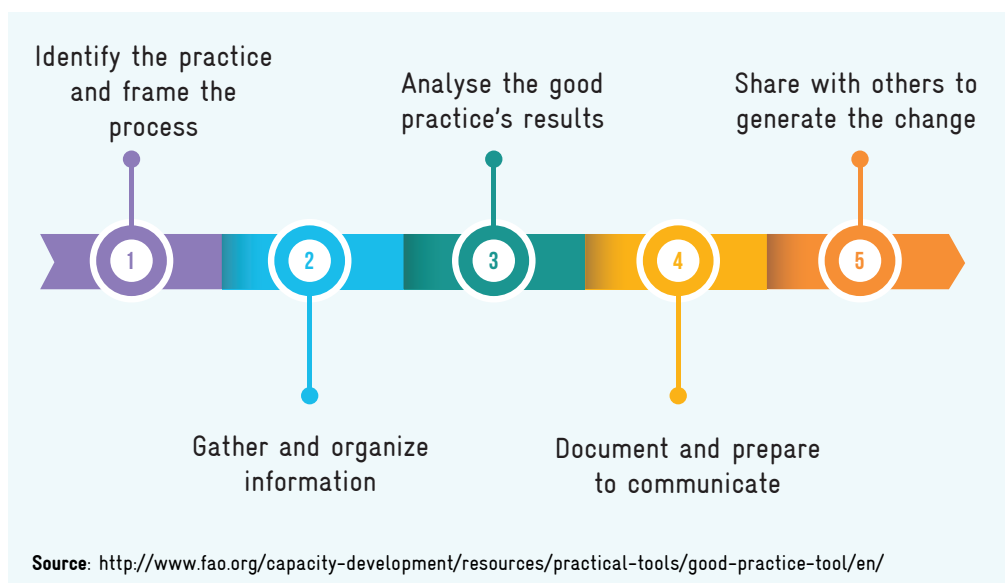 Identify the practice
and frame the
process
Analyse the good
practice's results
Share with others to
generate the change
1
2
3
4
5
Gather and organize
information
Document and prepare
to communicate
Source: http://www.fao.org/capacity-development/resources/practical-tools/good-practice-tool/en/